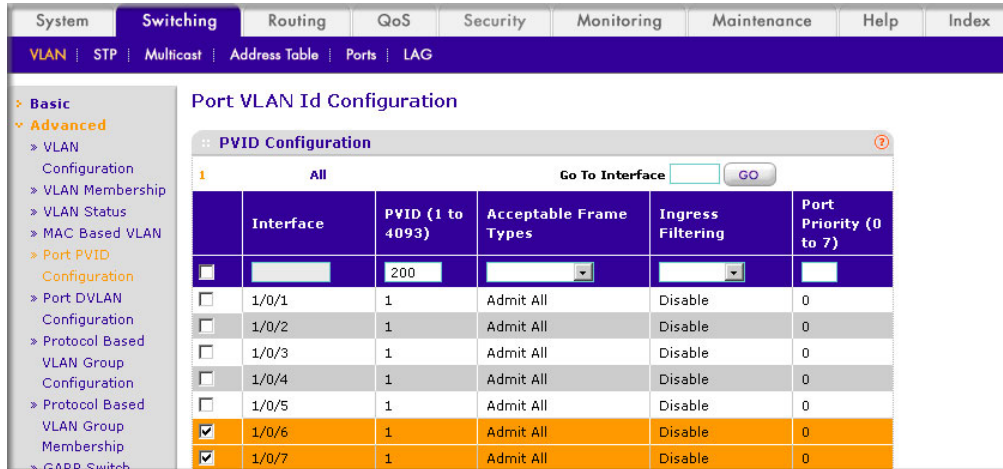 System Switching Routing QoS Security Monitoring Maintenance Help Index
VLAN STP Multicast Address Table Ports LAG
Basic
Advanced
» VLAN
Configuration
» VLAN Membership
» VLAN Status
» MAC Based VLAN
» Port PVID
Configuration
» Port DVLAN
Configuration
» Protocol Based
VLAN Group
Configuration
» Protocol Based
VLAN Group
Membership
» GARP Switch
Port VLAN Id Configuration
PVID Configuration ?
1 All Go To Interface GO
Interface PVID (1 to 4093) Acceptable Frame Types Ingress Filtering Port Priority (0 to 7)
200
1/0/1 1 Admit All Disable 0
1/0/2 1 Admit All Disable 0
1/0/3 1 Admit All Disable 0
1/0/4 1 Admit All Disable 0
1/0/5 1 Admit All Disable 0
1/0/6 1 Admit All Disable 0
1/0/7 1 Admit All Disable 0